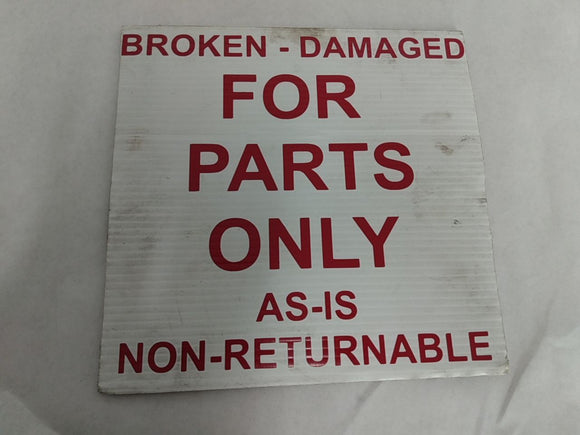 BROKEN - DAMAGED
FOR
PARTS
ONLY
AS-IS
NON-RETURNABLE